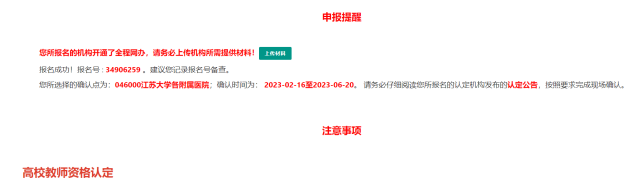 申报提醒
您所报名的机构开通了全程网办，请务必上传机构所需提供材料！ 上传材料
报名成功！报名号：34906259 。建议您记录报名号备查。
您所选择的确认点为：046000江苏大学各附属医院；确认时间为： 2023-02-16至2023-06-20。 请务必仔细阅读您所报名的认定机构发布的认定公告，按照要求完成现场确认。
注意事项
高校教师资格认定